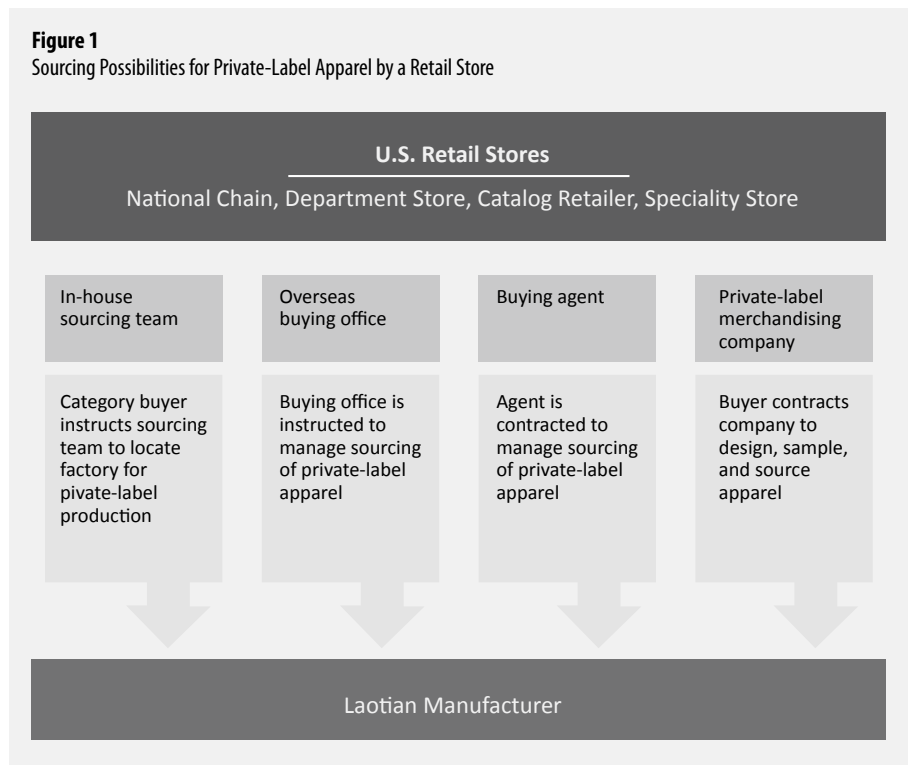 Figure 1
Sourcing Possibilities for Private-Label Apparel by a Retail Store
U.S. Retail Stores
National Chain, Department Store, Catalog Retailer, Speciality Store
In-house
sourcing team
Category buyer
instructs sourcing
team to locate
factory for
pivate-label
production
Overseas
buying office
Buying office is
instructed to
manage sourcing
of private-label
apparel
Buying agent
Agent is
contracted to
manage sourcing
of private-label
apparel
Private-label
merchandising
company
Buyer contracts
company to
design, sample,
and source
apparel
Laotian Manufacturer